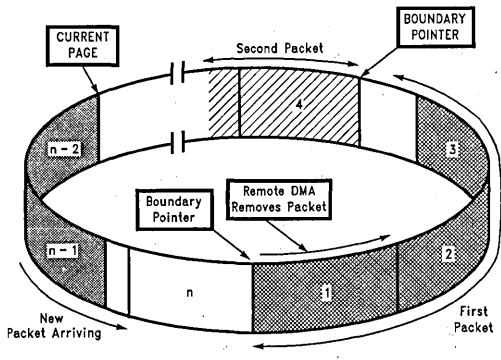 CURRENT
PAGE
Second Packet
BOUNDARY
POINTER
4
n-2
3
Boundary
Pointer
Remote DMA
Removes Packet
n-1
n
1
2
New
Packet Arriving
First
Packet